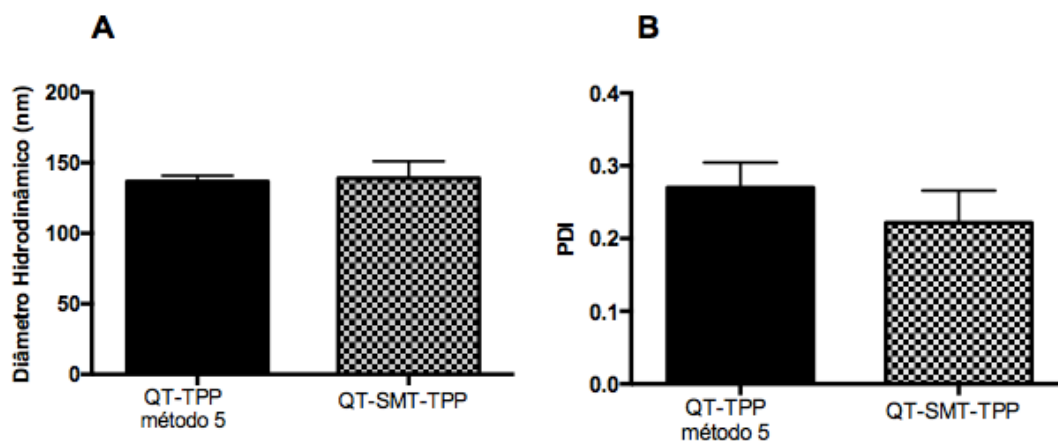 A
Diâmetro Hidrodinâmico (nm)
200
150
100
50
0
QT-TPP
método 5
QT-SMT-TPP
B
PDI
0.4
0.3
0.2
0.1
0.0
QT-TPP
método 5
QT-SMT-TPP